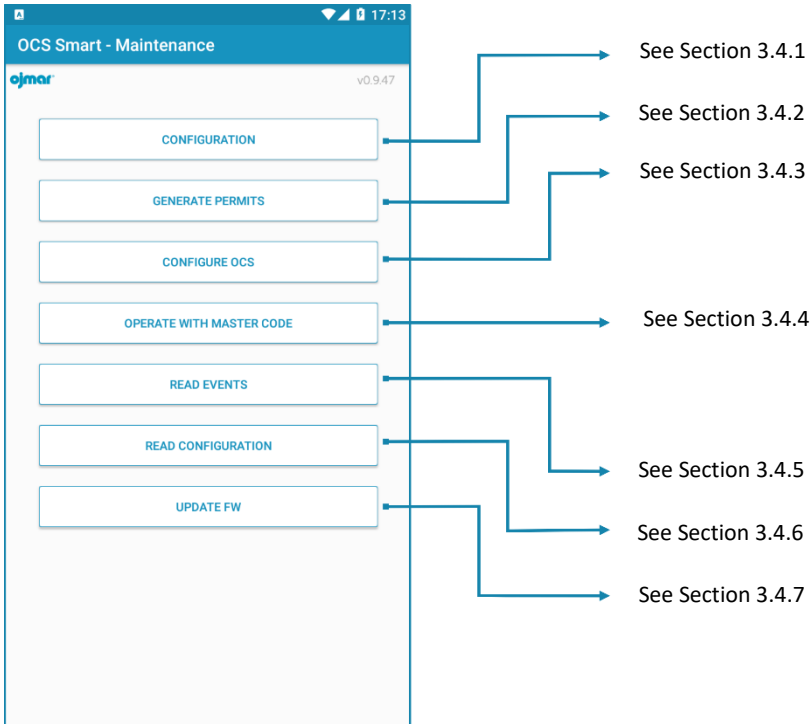 17:13
OCS Smart - Maintenance
ojmar
v0.9.47
CONFIGURATION
GENERATE PERMITS
CONFIGURE OCS
OPERATE WITH MASTER CODE
READ EVENTS
READ CONFIGURATION
UPDATE FW
See Section 3.4.1
See Section 3.4.2
See Section 3.4.3
See Section 3.4.4
See Section 3.4.5
See Section 3.4.6
See Section 3.4.7